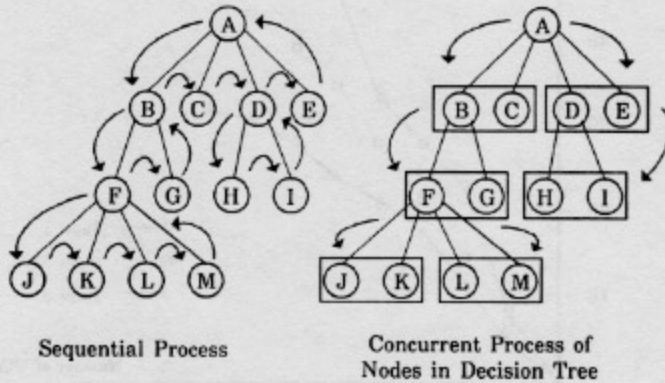 A A
B C D E B C D E
F G H I F G H I
J K L M J K L M
Sequential Process
Concurrent Process of
Nodes in Decision Tree